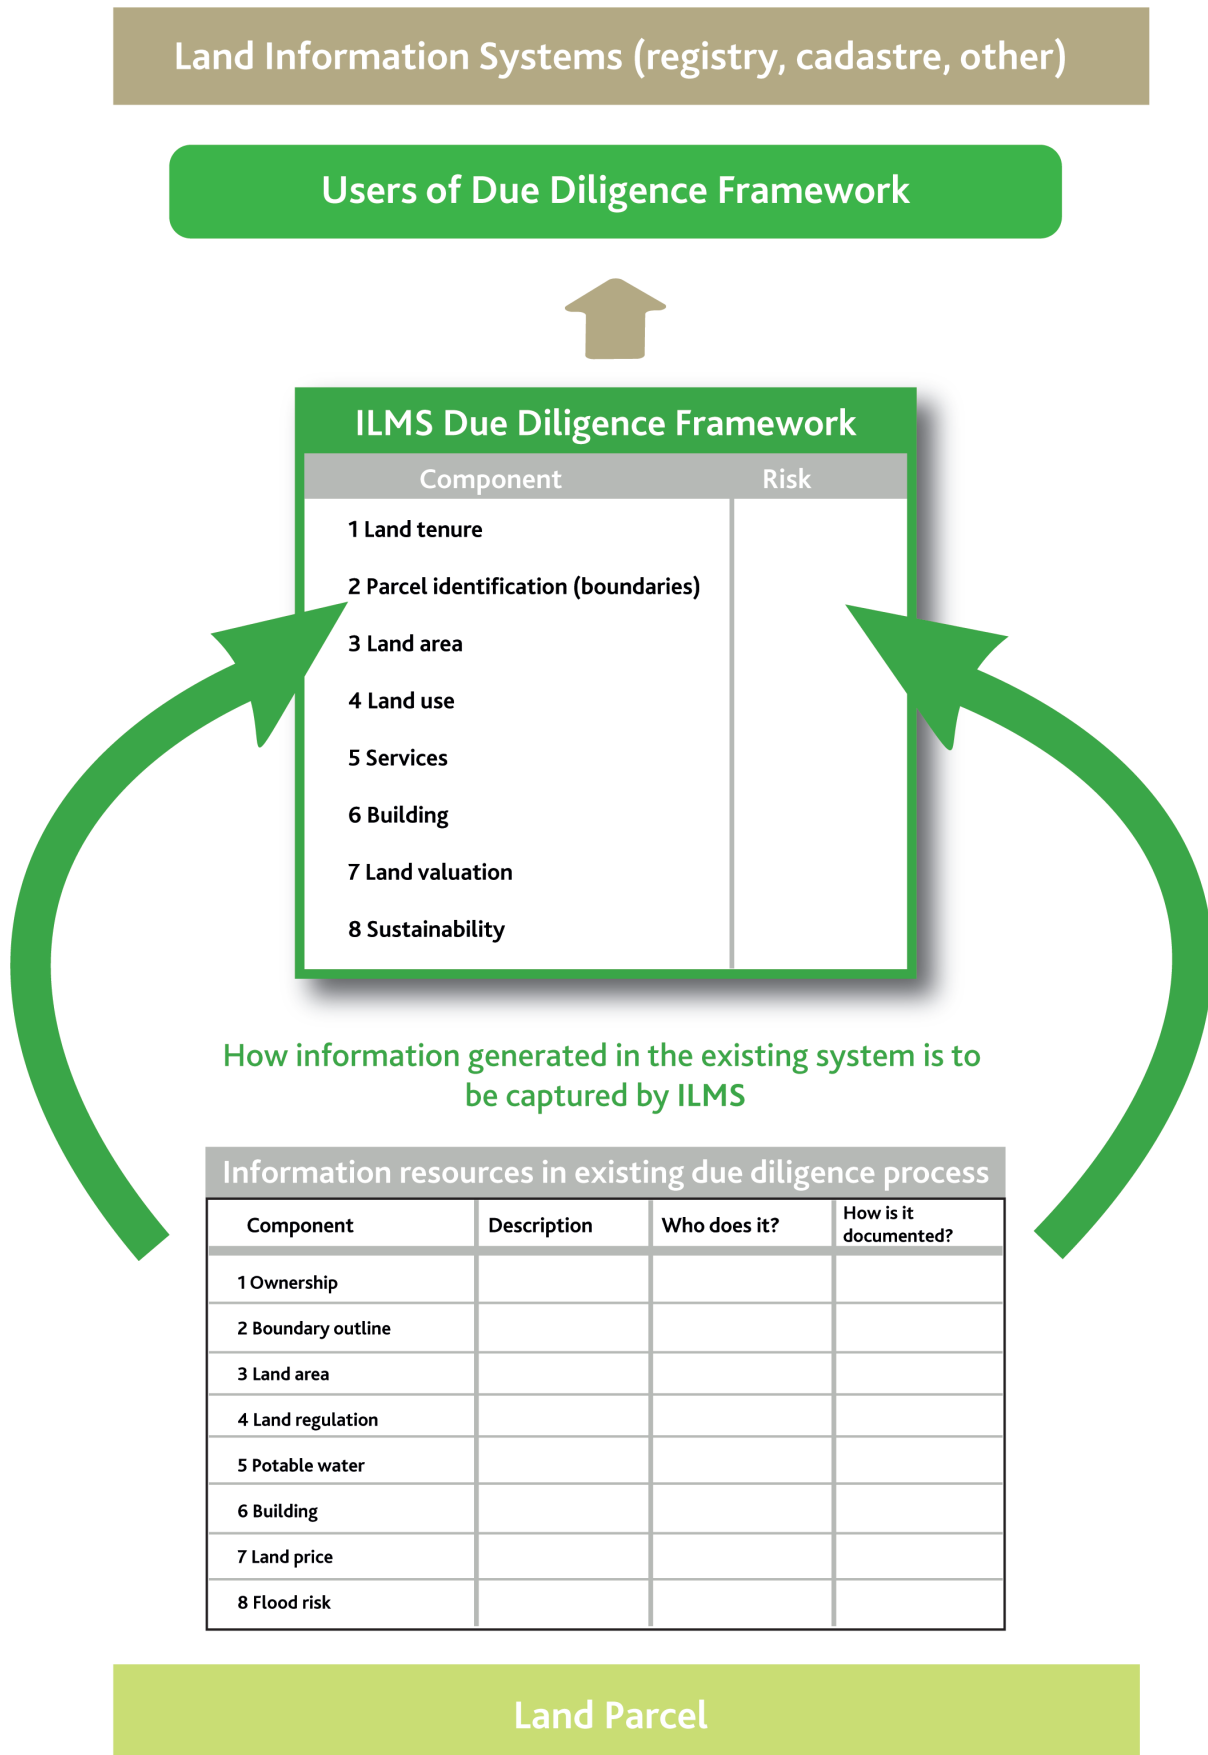 Land Information Systems (registry, cadastre, other)
Users of Due Diligence Framework
ILMS Due Diligence Framework
Component Risk
1 Land tenure
2 Parcel identification (boundaries)
3 Land area
4 Land use
5 Services
6 Building
7 Land valuation
8 Sustainability
How information generated in the existing system is to
be captured by ILMS
Information resources in existing due diligence process
Component Description Who does it? How is it
documented?
1 Ownership
2 Boundary outline
3 Land area
4 Land regulation
5 Potable water
6 Building
7 Land price
8 Flood risk
Land Parcel